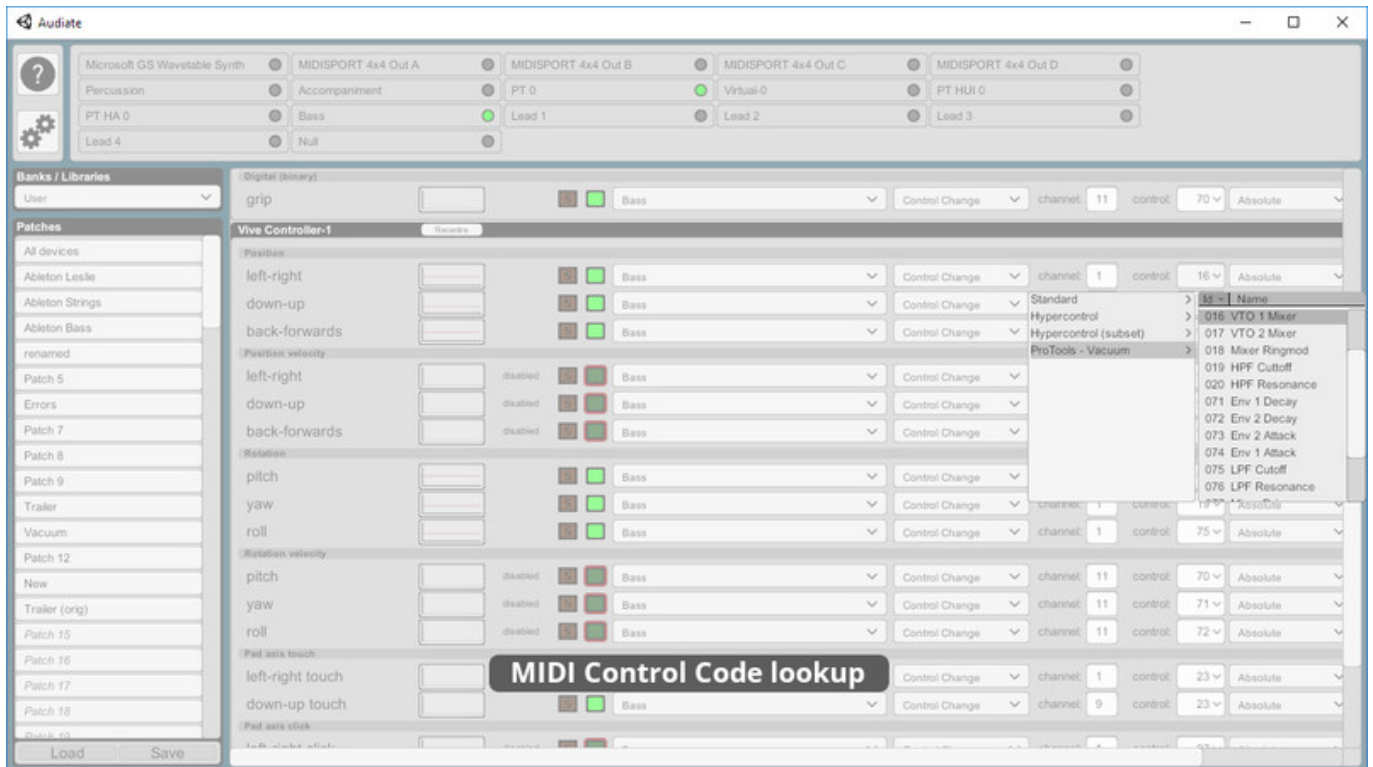 Audiate
Microsoft GS Wavetable Synth MIDISPORT 4x4 Out A MIDISPORT 4x4 Out B MIDISPORT 4x4 Out C MIDISPORT 4x4 Out D
Percussion Accompaniment PT 0 Virtual-0 PT HUI 0
PT HA 0 Bass Lead 1 Lead 2 Lead 3
Lead 4 Null
Banks / Libraries
User
Patches
All devices
Ableton Leslie
Ableton Strings
Ableton Bass
renamed
Patch 5
Errors
Patch 7
Patch 8
Patch 9
Trailer
Vacuum
Patch 12
New
Trailer (orig)
Patch 15
Patch 16
Patch 17
Patch 18
Patch 19
Load Save
Digital (binary)
grip S Bass Control Change channel: 11 control: 70 Absolute
Vive Controller-1 Recentre
Position
left-right S Bass Control Change channel: 1 control: 16 Absolute
down-up S Bass Control Change
back-forwards S Bass Control Change
Position velocity
left-right disabled S Bass Control Change
down-up disabled S Bass Control Change
back-forwards disabled S Bass Control Change
Rotation
pitch S Bass Control Change
yaw S Bass Control Change channel: 1 control: 19 Absolute
roll S Bass Control Change channel: 1 control: 75 Absolute
Rotation velocity
pitch disabled S Bass Control Change channel: 11 control: 70 Absolute
yaw disabled S Bass Control Change channel: 11 control: 71 Absolute
roll disabled S Bass Control Change channel: 11 control: 72 Absolute
Pad axis touch
left-right touch Control Change channel: 1 control: 23 Absolute
down-up touch S Bass Control Change channel: 9 control: 23 Absolute
Pad axis click
left-right click
Standard
Hypercontrol
Hypercontrol (subset)
ProTools - Vacuum
Id Name
016 VTO 1 Mixer
017 VTO 2 Mixer
018 Mixer Ringmod
019 HPF Cuttoff
020 HPF Resonance
071 Env 1 Decay
072 Env 2 Decay
073 Env 2 Attack
074 Env 1 Attack
075 LPF Cutoff
076 LPF Resonance
MIDI Control Code lookup